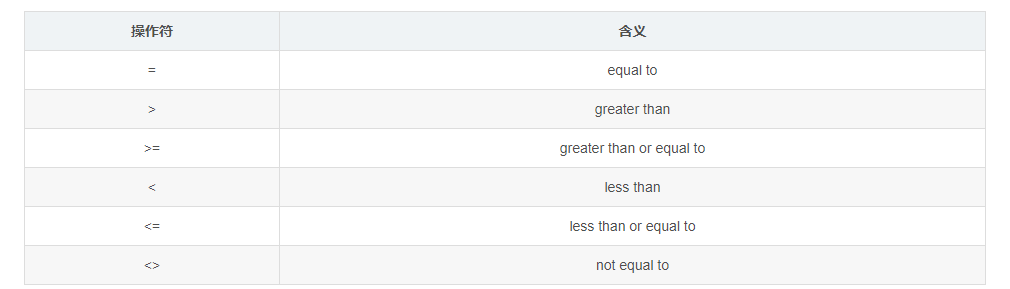 操作符 含义
= equal to
> greater than
>= greater than or equal to
< less than
<= less than or equal to
<> not equal to